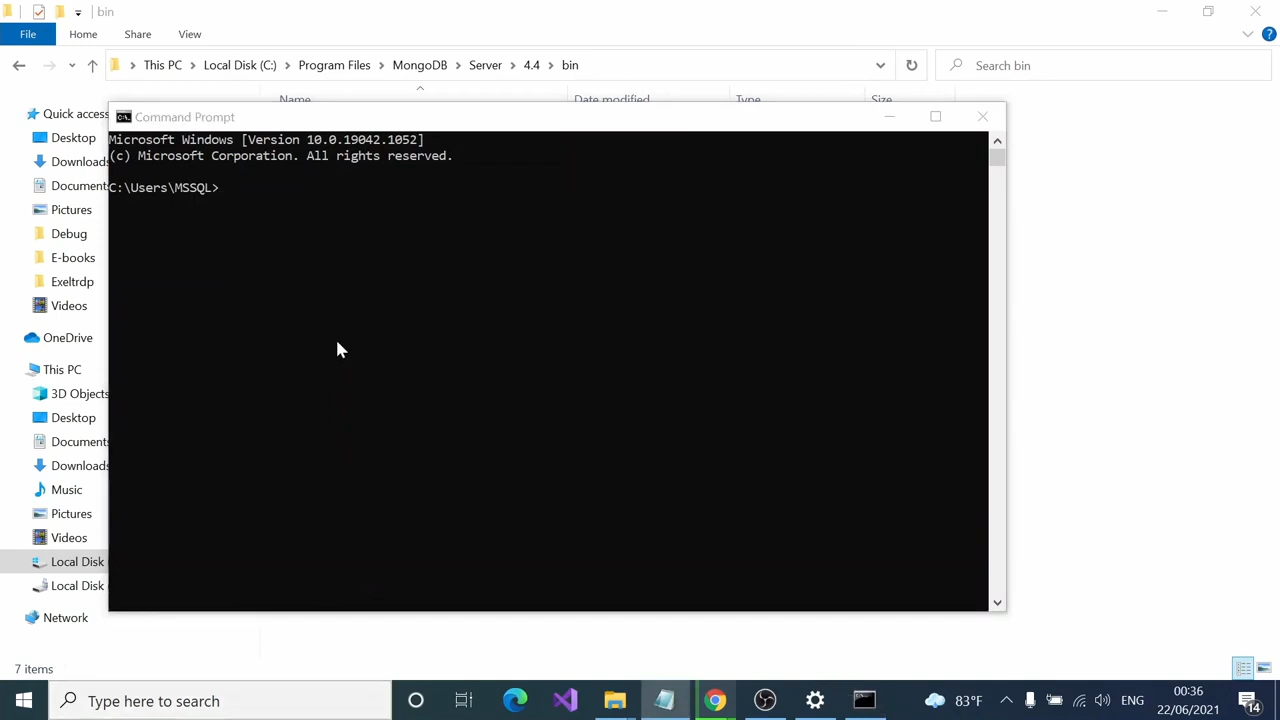 bin
File
Home
Share
View
This PC
Local Disk (C:)
Program Files
MongoDB
Server
4.4
bin
Search bin
Name
Date modified
Type
Size
Quick access
Desktop
Downloads
Document
Pictures
Debug
E-books
Exeltrdp
Videos
OneDrive
This PC
3D Objects
Desktop
Document
Downloads
Music
Pictures
Videos
Local Disk
Local Disk
Network
Command Prompt
Microsoft Windows [Version 10.0.19042.1052]
(c) Microsoft Corporation. All rights reserved.
C:\Users\MSSQL>
7 items
Type here to search
83°F
ENG
00:36
22/06/2021
14